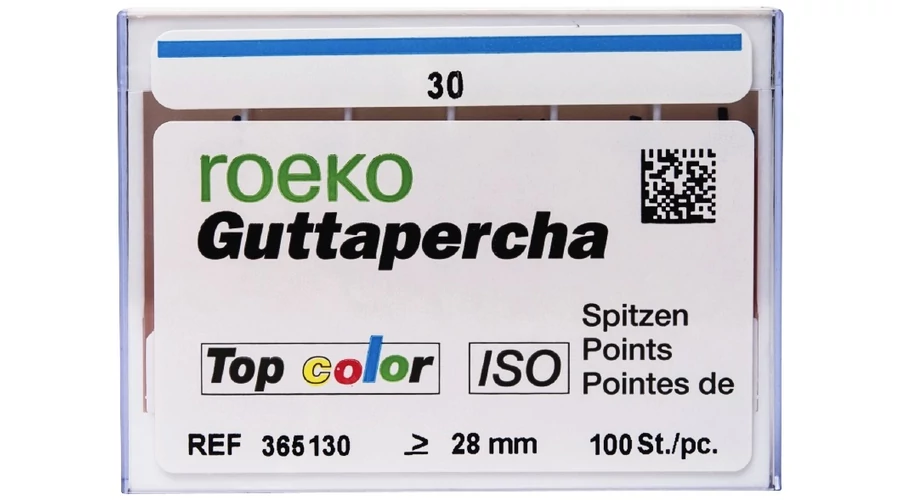 30
roeko
Guttapercha
Spitzen
Points
Pointes de
Top color
ISO
REF 365130 ≥ 28 mm 100 St./pc.